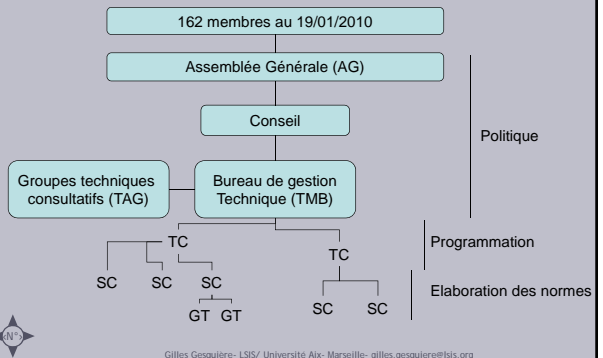 162 membres au 19/01/2010
Assemblée Générale (AG)
Conseil
Politique
Groupes techniques
consultatifs (TAG)
Bureau de gestion
Technique (TMB)
TC
TC
Programmation
SC
SC
SC
SC
SC
Elaboration des normes
GT
GT
‹N°›
Gilles Gesquière- LSIS/ Université Aix- Marseille- gilles.gesquiere@lsis.org